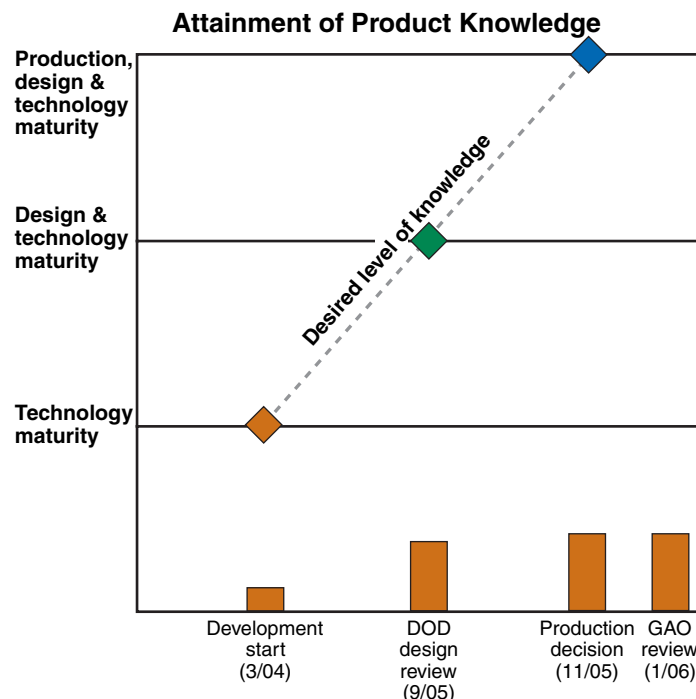 Attainment of Product Knowledge
Production,
design &
technology
maturity
Design &
technology
maturity
Technology
maturity
Desired level of knowledge
Development
start
(3/04)
DOD
design
review
(9/05)
Production
decision
(11/05)
GAO
review
(1/06)